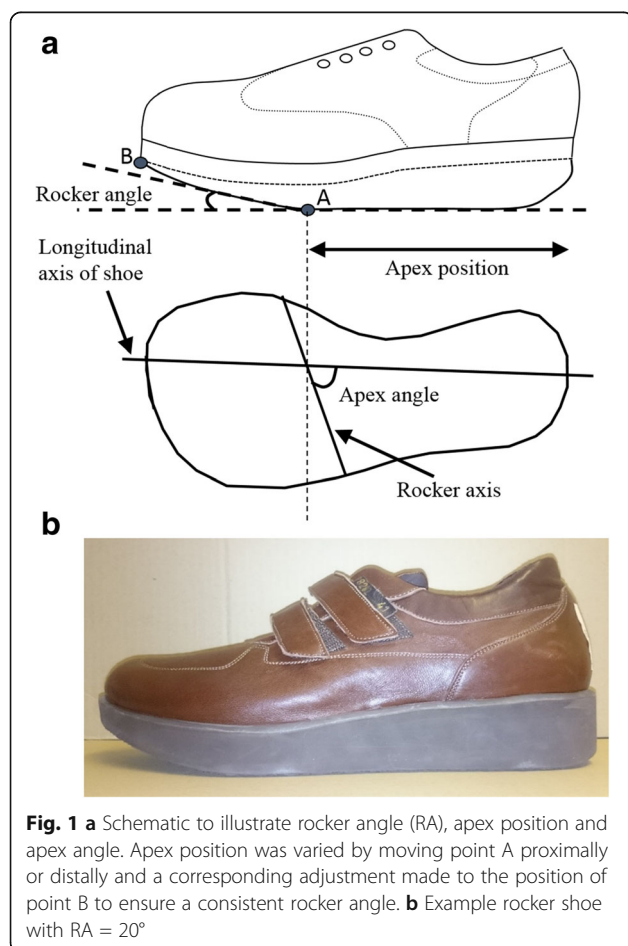 a
B
A
Rocker angle
Longitudinal
axis of shoe
Apex position
Apex angle
Rocker axis
b
Fig. 1 a Schematic to illustrate rocker angle (RA), apex position and
apex angle. Apex position was varied by moving point A proximally
or distally and a corresponding adjustment made to the position of
point B to ensure a consistent rocker angle. b Example rocker shoe
with RA = 20°